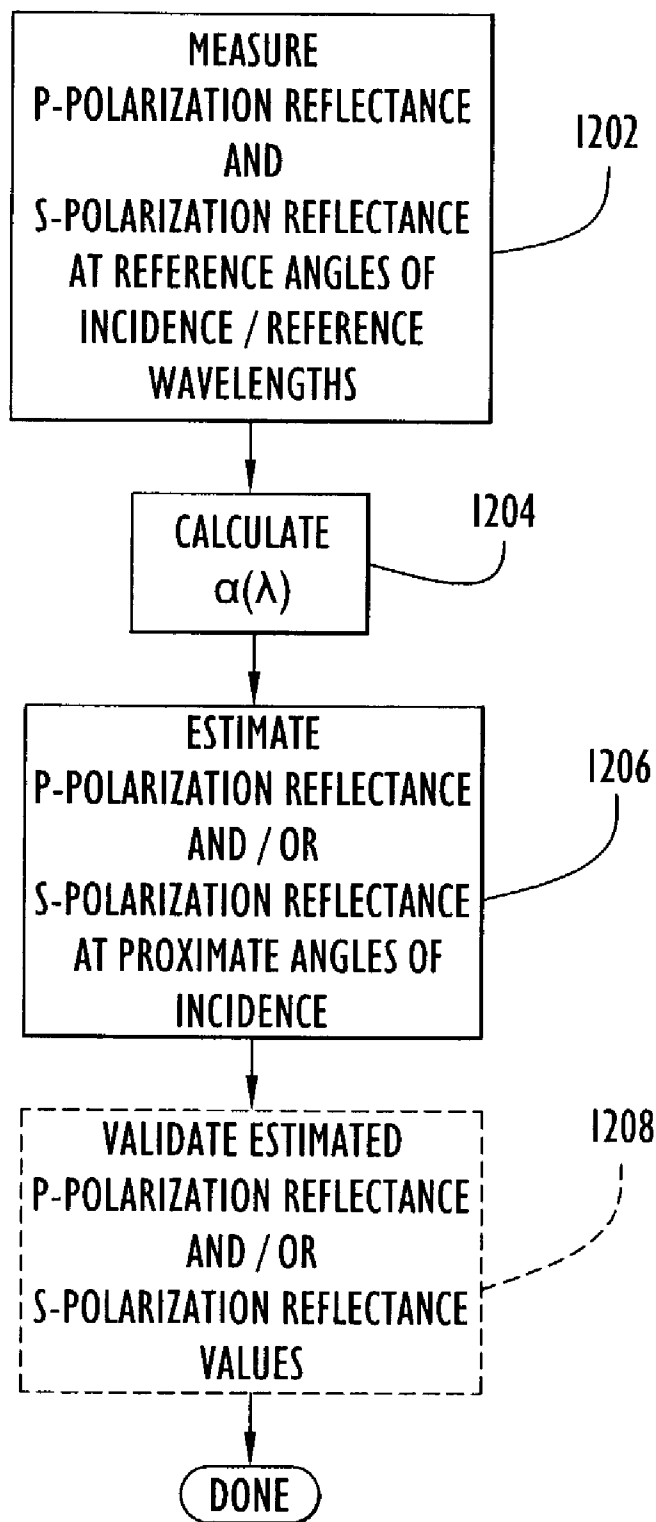 MEASURE
P-POLARIZATION REFLECTANCE
AND
S-POLARIZATION REFLECTANCE
AT REFERENCE ANGLES OF
INCIDENCE / REFERENCE
WAVELENGTHS
1202
CALCULATE
α(λ)
1204
ESTIMATE
P-POLARIZATION REFLECTANCE
AND / OR
S-POLARIZATION REFLECTANCE
AT PROXIMATE ANGLES OF
INCIDENCE
1206
VALIDATE ESTIMATED
P-POLARIZATION REFLECTANCE
AND / OR
S-POLARIZATION REFLECTANCE
VALUES
1208
DONE